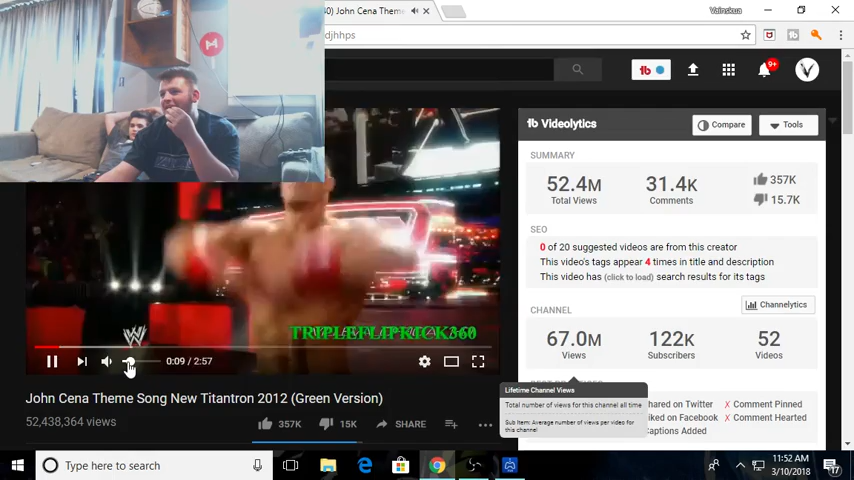 40) John Cena Theme
Vainskua
djhhps
9+
V
tb Videolytics
Compare
Tools
SUMMARY
52.4M
Total Views
31.4K
Comments
357K
15.7K
SEO
0 of 20 suggested videos are from this creator
This video's tags appear 4 times in title and description
This video has (click to load) search results for its tags
CHANNEL
Channelytics
67.0M
Views
122K
Subscribers
52
Videos
W
TRIPLEFLIPRICK360
0:09 / 2:57
John Cena Theme Song New Titantron 2012 (Green Version)
52,438,364 views
357K
15K
SHARE
Lifetime Channel Views
Total number of views for this channel all time
Sub Item: Average number of views per video for
this channel
hared on Twitter
X Comment Pinned
iked on Facebook
X Comment Hearted
aptions Added
Type here to search
11:52 AM
3/10/2018
17